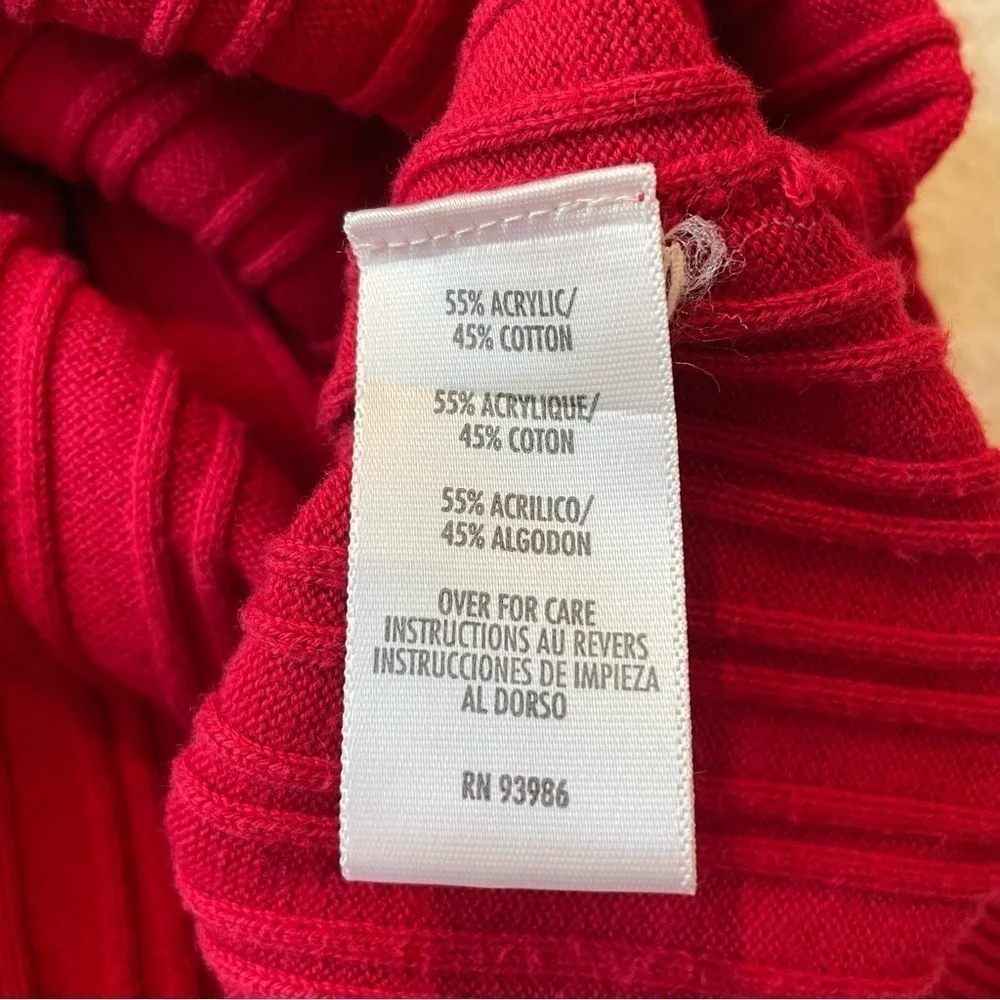 55% ACRYLIC/
45% COTTON
55% ACRYLIQUE/
45% COTON
55% ACRILICO/
45% ALGODON
OVER FOR CARE
INSTRUCTIONS AU REVERS
INSTRUCCIONES DE IMPIEZA
AL DORSO
RN 93986